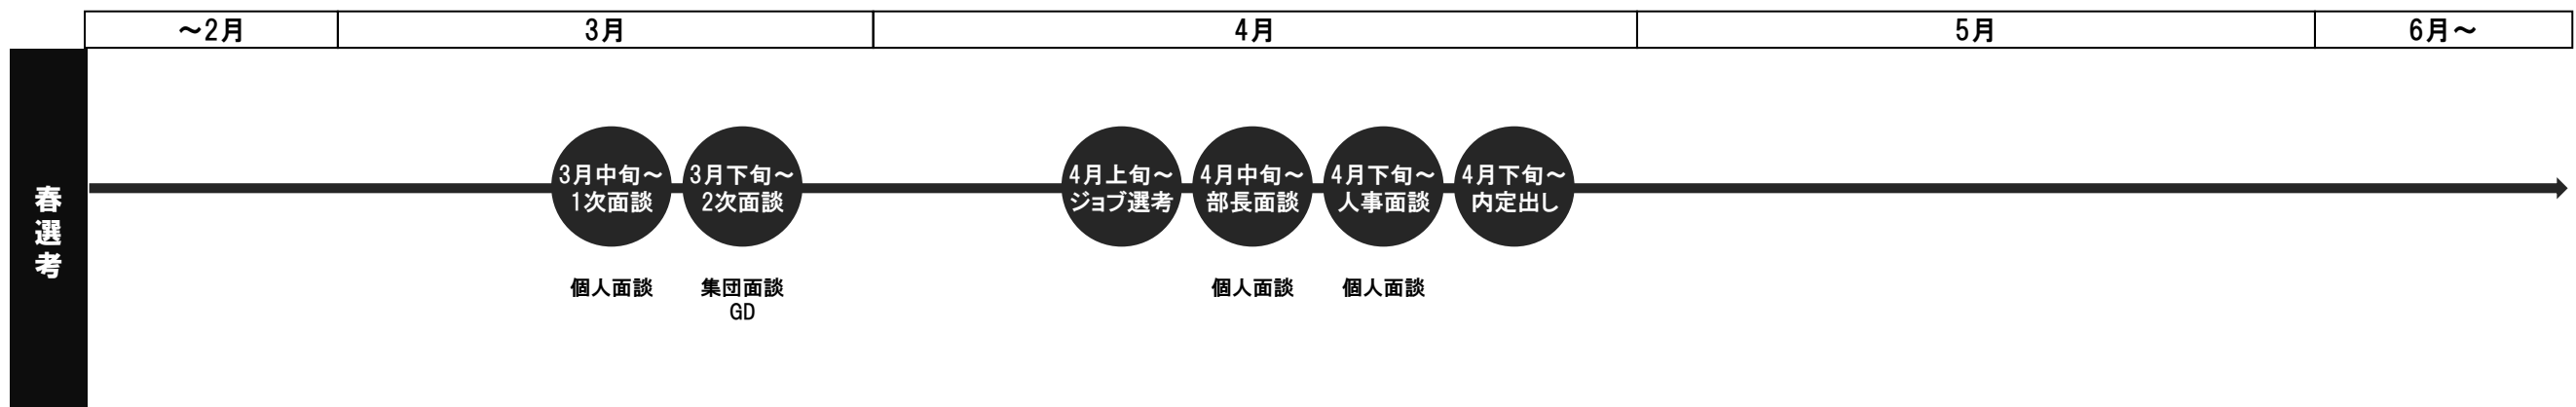 ～2月
3月
4月
5月
6月～
春選考
3月中旬～
1次面談
3月下旬～
2次面談
4月上旬～
ジョブ選考
4月中旬～
部長面談
4月下旬～
人事面談
4月下旬～
内定出し
個人面談
集団面談
GD
個人面談
個人面談